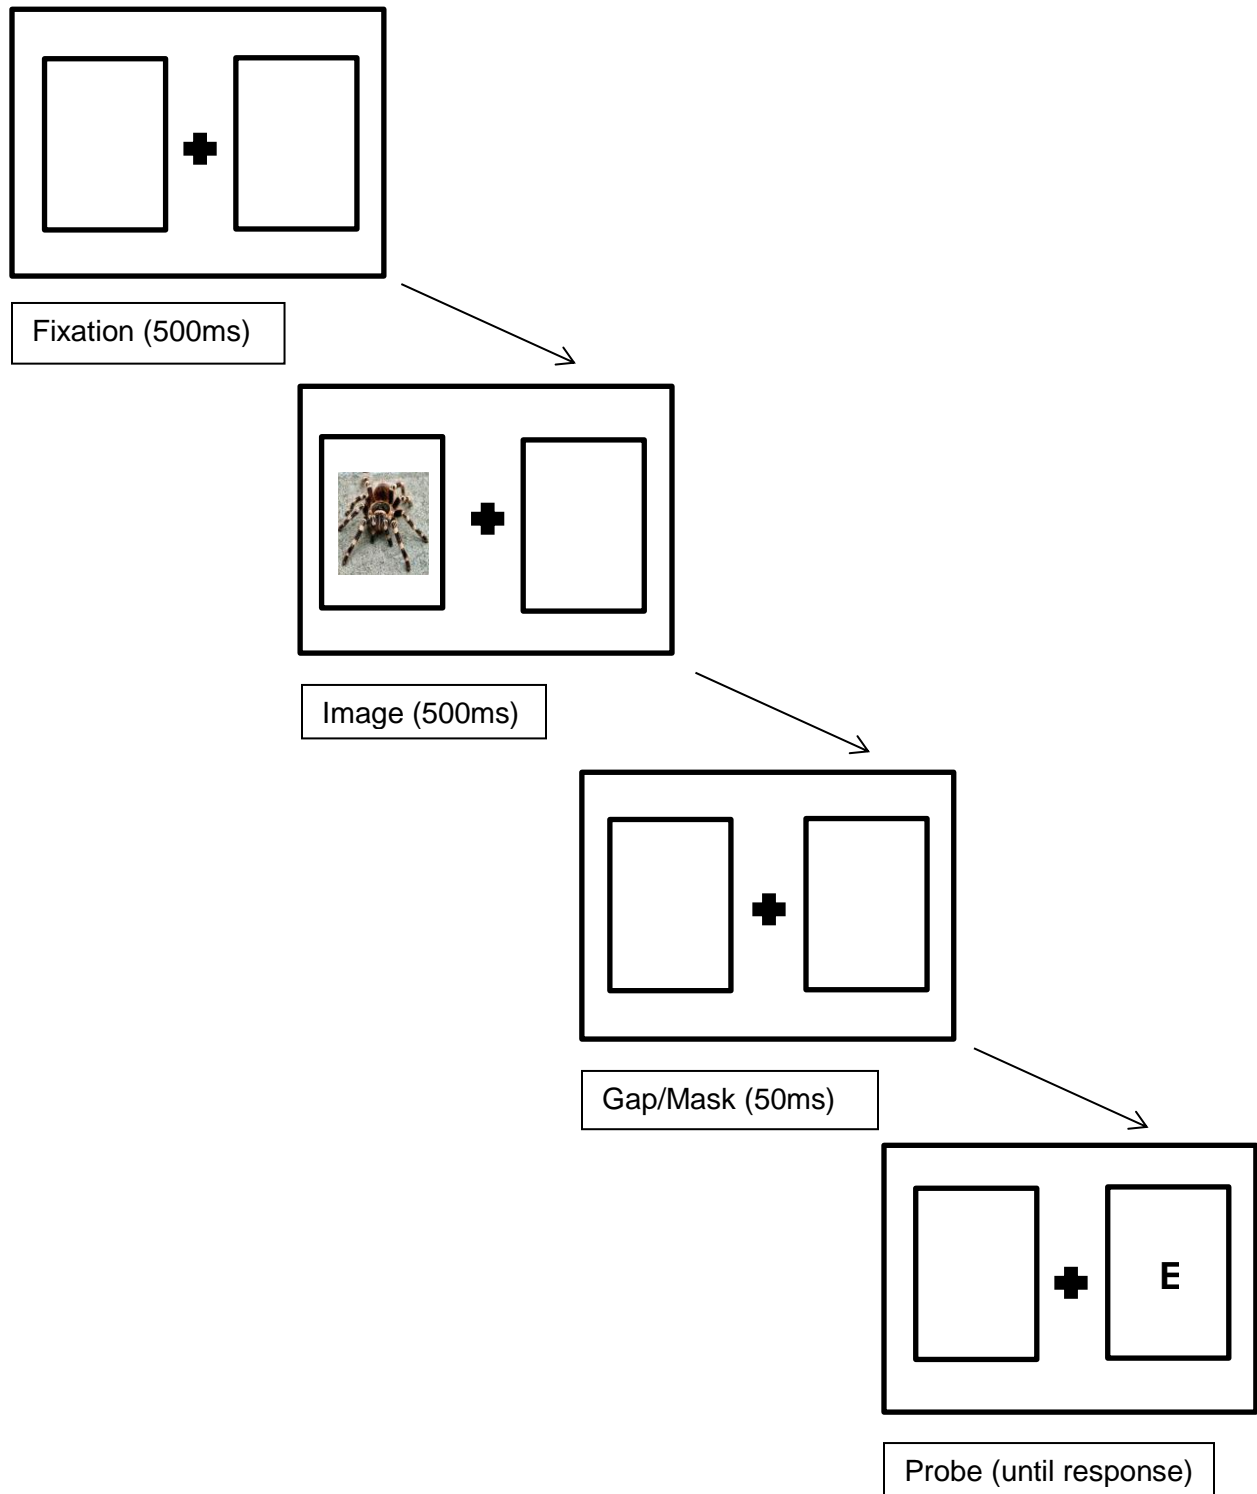 Fixation (500ms)
Image (500ms)
Gap/Mask (50ms)
E
Probe (until response)